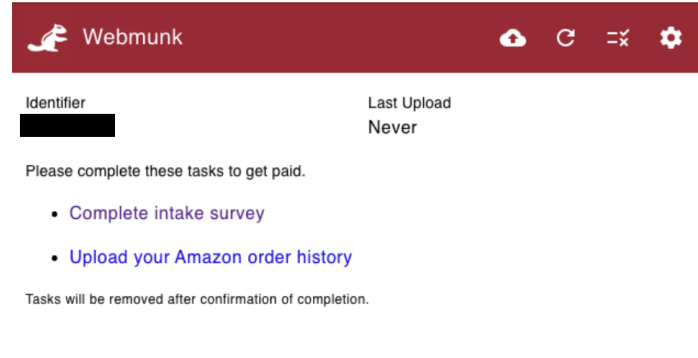 Webmunk
Identifier
Last Upload
Never
Please complete these tasks to get paid.
Complete intake survey
Upload your Amazon order history
Tasks will be removed after confirmation of completion.